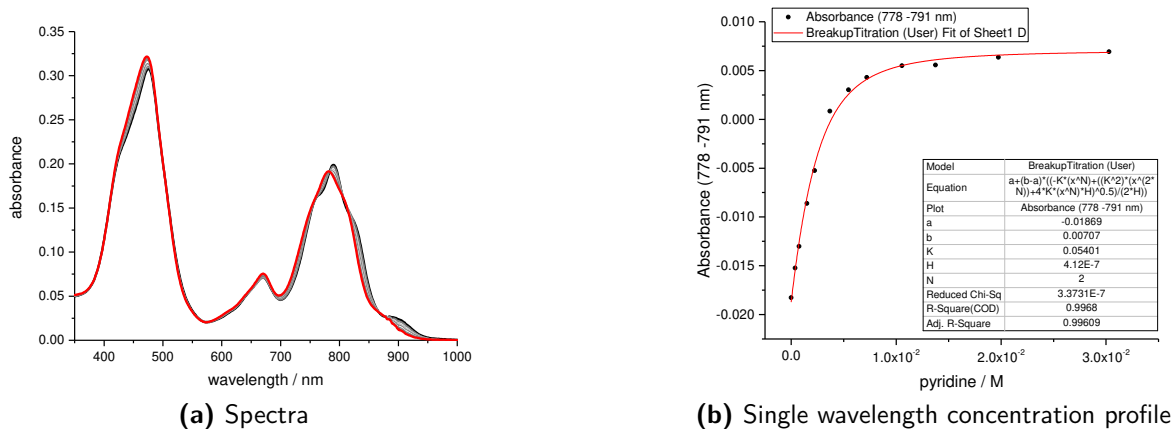 0.35
0.30
0.25
0.20
0.15
0.10
0.05
0.00
absorbance
400 500 600 700 800 900 1000
wavelength / nm
(a) Spectra
Absorbance (778 -791 nm)
BreakupTitration (User) Fit of Sheet1 D
0.010
0.005
0.000
-0.005
-0.010
-0.015
-0.020
Absorbance (778 -791 nm)
Model BreakupTitration (User)
Equation a+(b-a)*((-K*(x^N)+((K^2)*(x^(2*
N))+4*K*(x^N)*H)^0.5)/(2*H))
Plot Absorbance (778 -791 nm)
a -0.01869
b 0.00707
K 0.05401
H 4.12E-7
N 2
Reduced Chi-Sq 3.3731E-7
R-Square(COD) 0.9968
Adj. R-Square 0.99609
0.0 1.0x10⁻² 2.0x10⁻² 3.0x10⁻²
pyridine / M
(b) Single wavelength concentration profile